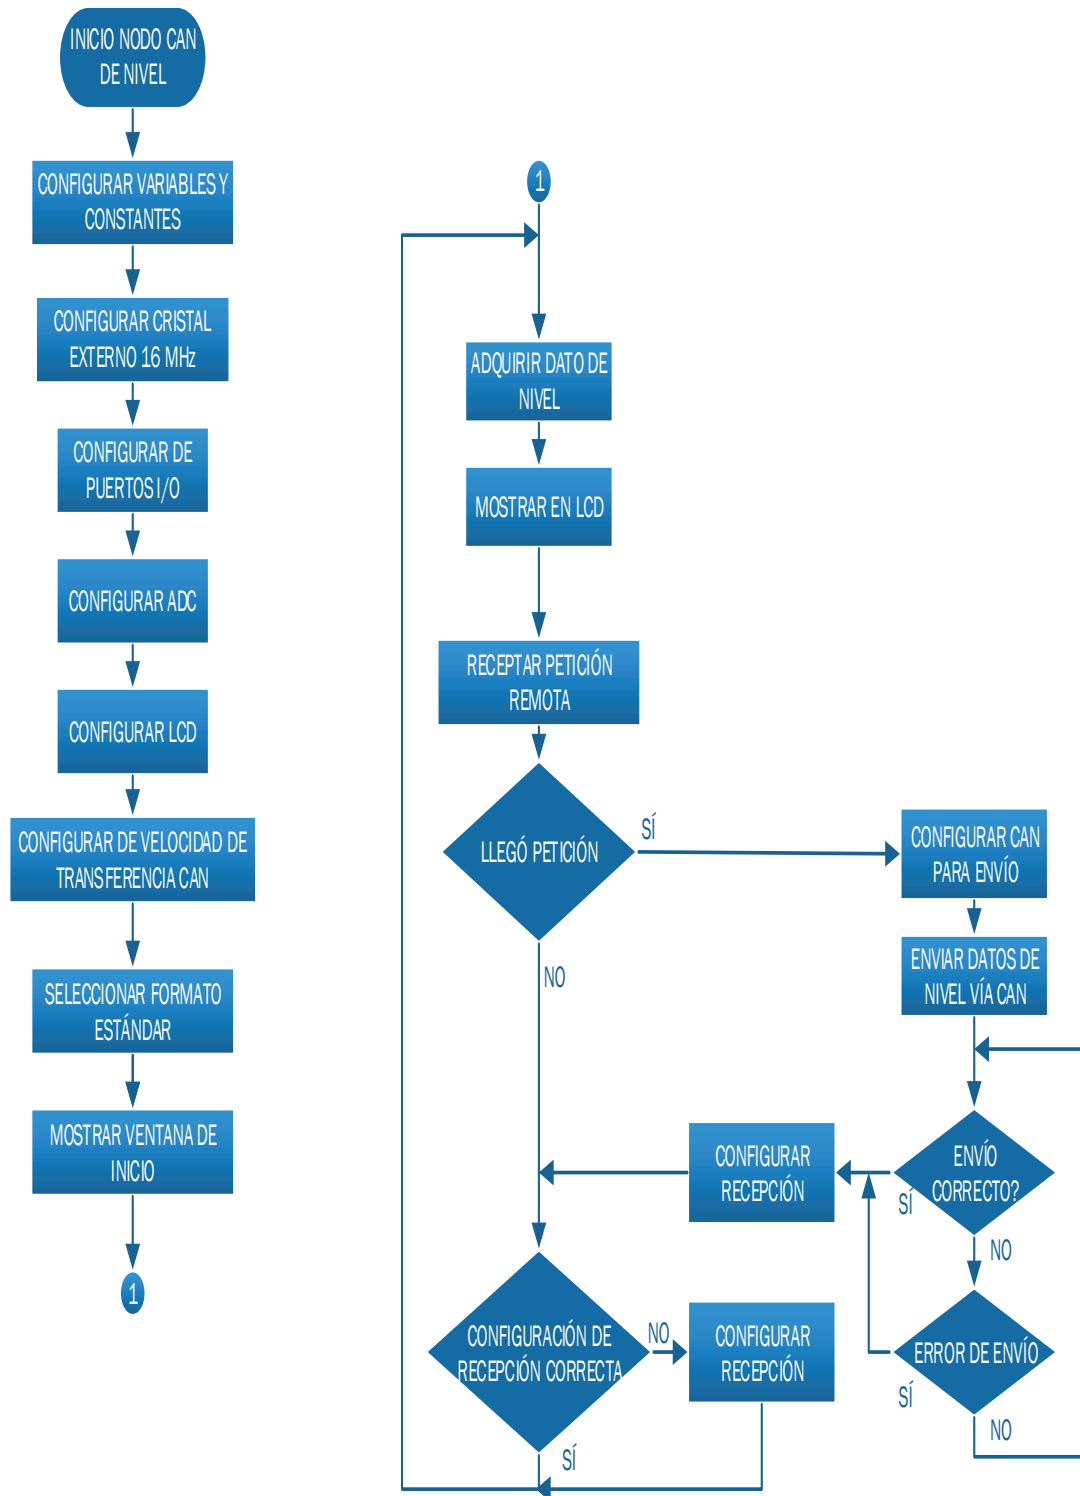 INICIO NODO CAN
DE NIVEL
CONFIGURAR VARIABLES Y
CONSTANTES
CONFIGURAR CRISTAL
EXTERNO 16 MHz
CONFIGURAR DE
PUERTOS I/O
CONFIGURAR ADC
CONFIGURAR LCD
CONFIGURAR DE VELOCIDAD DE
TRANSFERENCIA CAN
SELECCIONAR FORMATO
ESTÁNDAR
MOSTRAR VENTANA DE
INICIO
1
1
ADQUIRIR DATO DE
NIVEL
MOSTRAR EN LCD
RECEPTAR PETICIÓN
REMOTA
LLEGÓ PETICIÓN
SÍ
NO
CONFIGURAR CAN
PARA ENVÍO
ENVIAR DATOS DE
NIVEL VÍA CAN
ENVÍO
CORRECTO?
SÍ
NO
CONFIGURAR
RECEPCIÓN
ERROR DE ENVÍO
SÍ
NO
CONFIGURACIÓN DE
RECEPCIÓN CORRECTA
NO
SÍ
CONFIGURAR
RECEPCIÓN